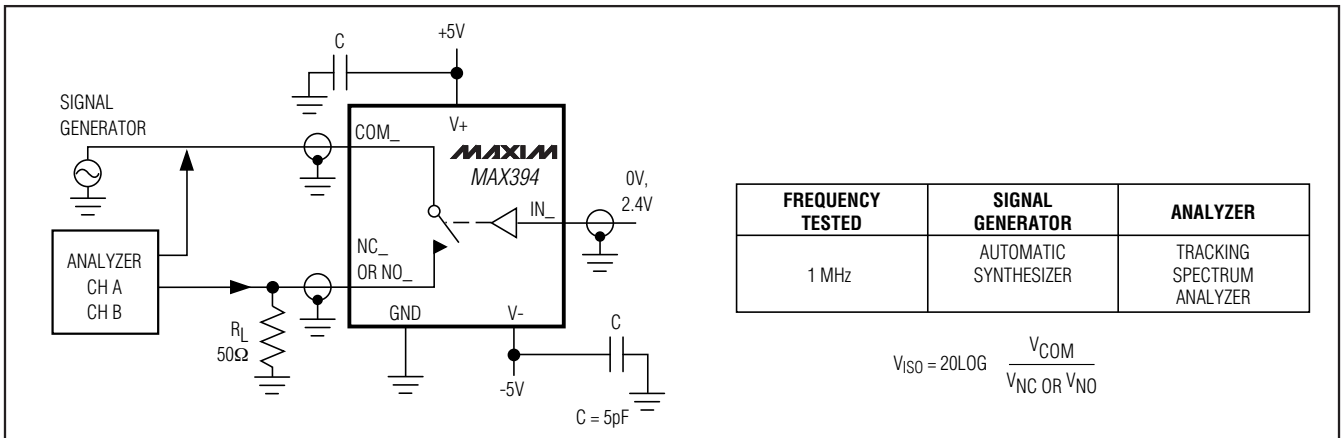 C
+5V
SIGNAL
GENERATOR
COM_
V+
MAXIM
MAX394
0V,
2.4V
IN_
NC_
OR NO_
ANALYZER
CH A
CH B
GND
V-
C
RL
50Ω
-5V
C = 5pF
FREQUENCY
TESTED
SIGNAL
GENERATOR
ANALYZER
1 MHz
AUTOMATIC
SYNTHESIZER
TRACKING
SPECTRUM
ANALYZER
VISO = 20LOG VCOM
VNC OR VNO